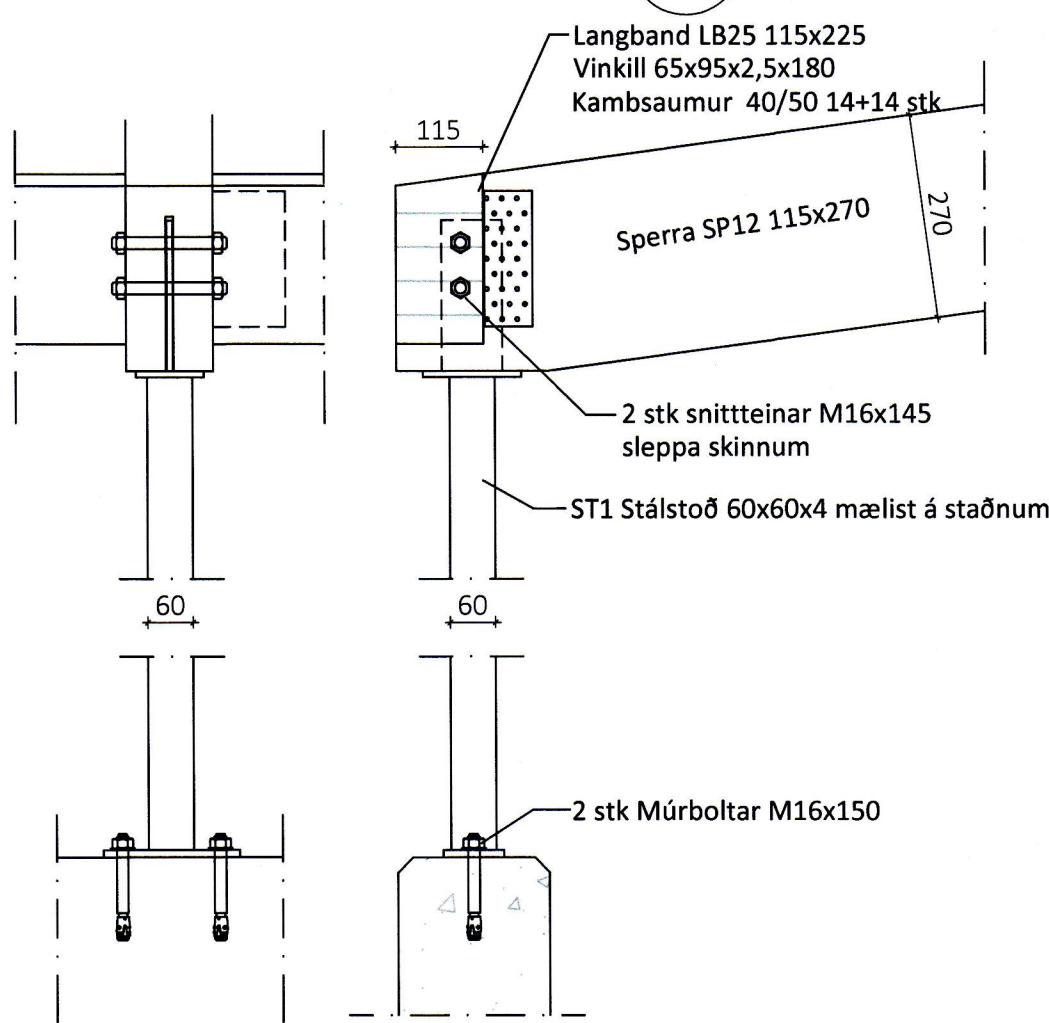 Langband LB25 115x225
Vinkill 65x95x2,5x180
Kambsaumur 40/50 14+14 stk
115
270
Sperra SP12 115x270
2 stk snittteinar M16x145
sleppa skinnum
ST1 Stálstoð 60x60x4 mælist á staðnum
60
60
2 stk Múrboltar M16x150